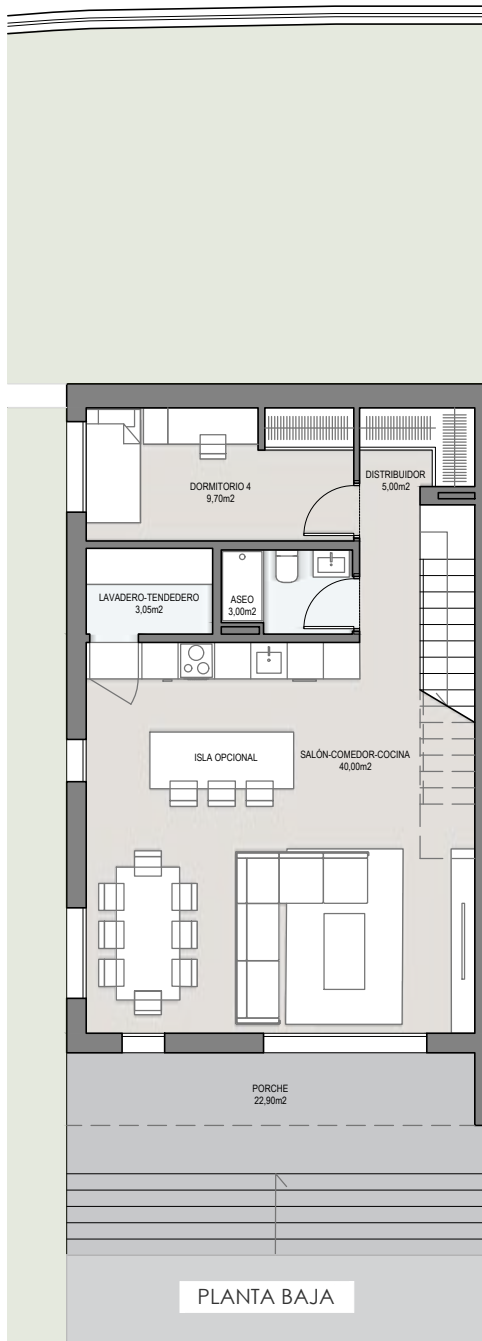 DORMITORIO 4
9,70m2
DISTRIBUIDOR
5,00m2
LAVADERO-TENDEDERO
3,05m2
ASEO
3,00m2
ISLA OPCIONAL
SALÓN-COMEDOR-COCINA
40,00m2
PORCHE
22,90m2
PLANTA BAJA